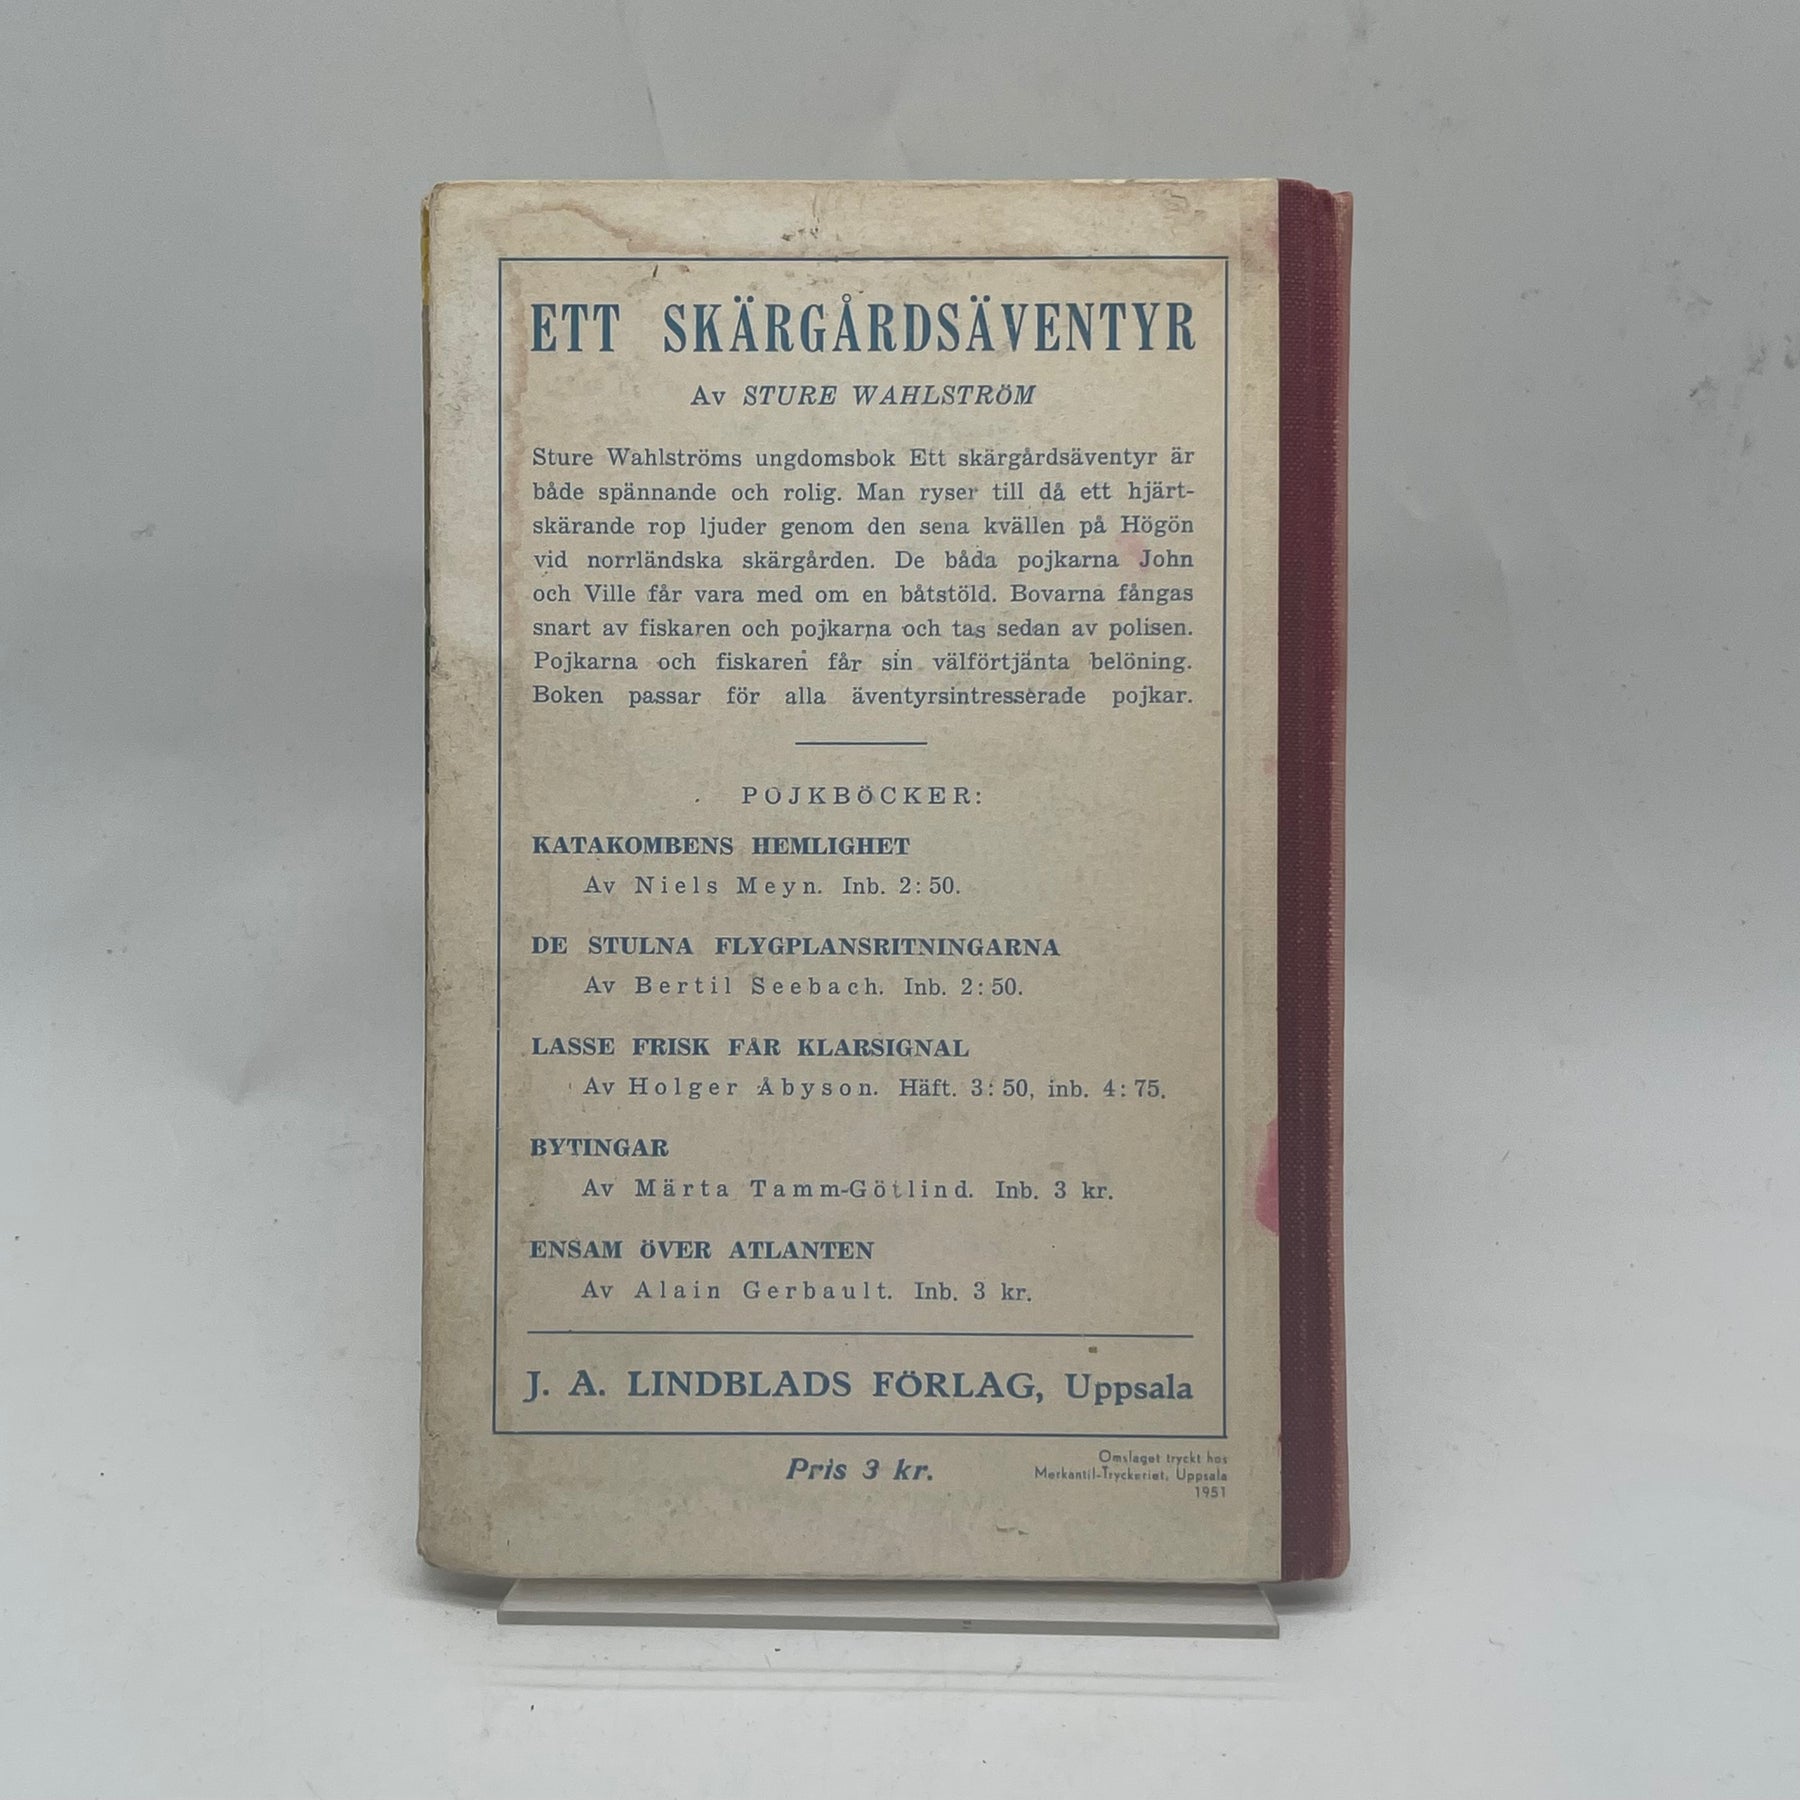 ETT SKÄRGÅRDSÄVENTYR
Av STURE WAHLSTRÖM
Sture Wahlströms ungdomsbok Ett skärgårdsäventyr är
både spännande och rolig. Man ryser till då ett hjärt-
skärande rop ljuder genom den sena kvällen på Högön
vid norrländska skärgården. De båda pojkarna John
och Ville får vara med om en båtstöld. Bovarna fångas
snart av fiskaren och pojkarna och tas sedan av polisen.
Pojkarna och fiskaren får sin välförtjänta belöning.
Boken passar för alla äventyrsintresserade pojkar.
POJKBÖCKER:
KATAKOMBENS HEMLIGHET
Av Niels Meyn. Inb. 2:50.
DE STULNA FLYGPLANSRITNINGARNA
Av Bertil Seebach. Inb. 2:50.
LASSE FRISK FÅR KLARSIGNAL
Av Holger Åbyson. Häft. 3:50, inb. 4:75.
BYTINGAR
Av Märta Tamm-Götlind. Inb. 3 kr.
ENSAM ÖVER ATLANTEN
Av Alain Gerbault. Inb. 3 kr.
J. A. LINDBLADS FÖRLAG, Uppsala
Pris 3 kr.
Omslaget tryckt hos
Merkantil-Tryckeriet, Uppsala
1951